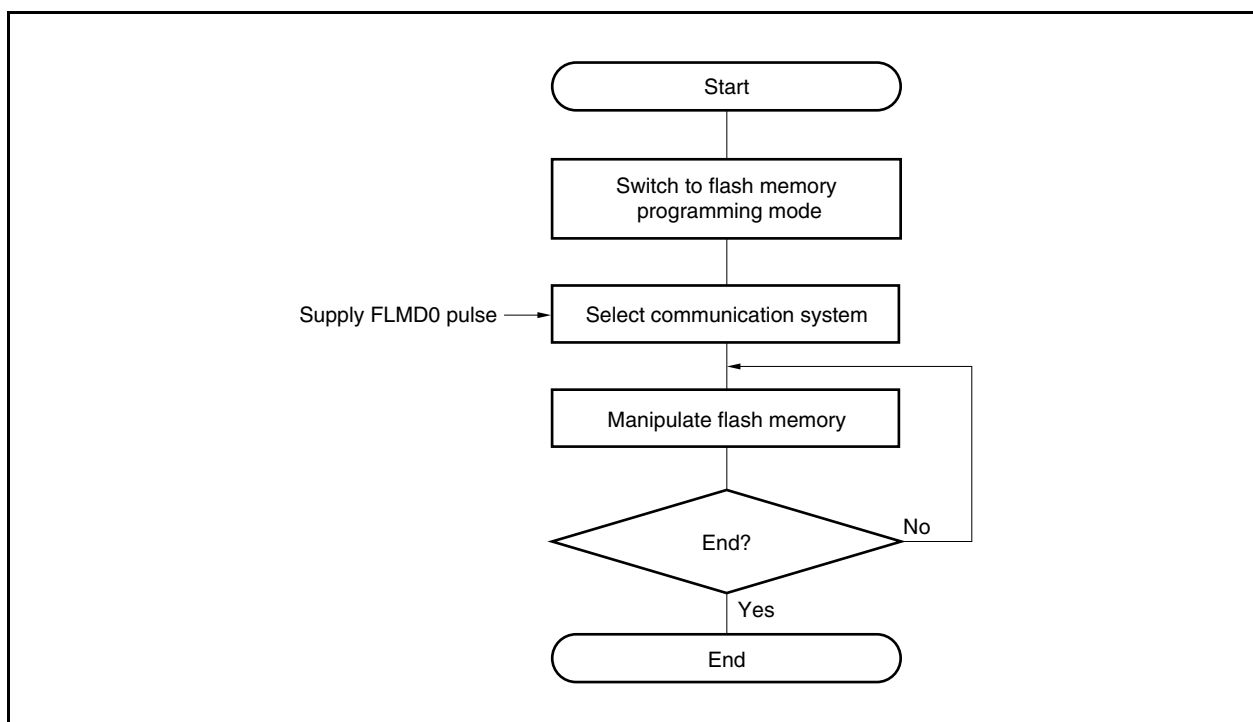 Start
Switch to flash memory
programming mode
Supply FLMD0 pulse
Select communication system
Manipulate flash memory
End?
No
Yes
End